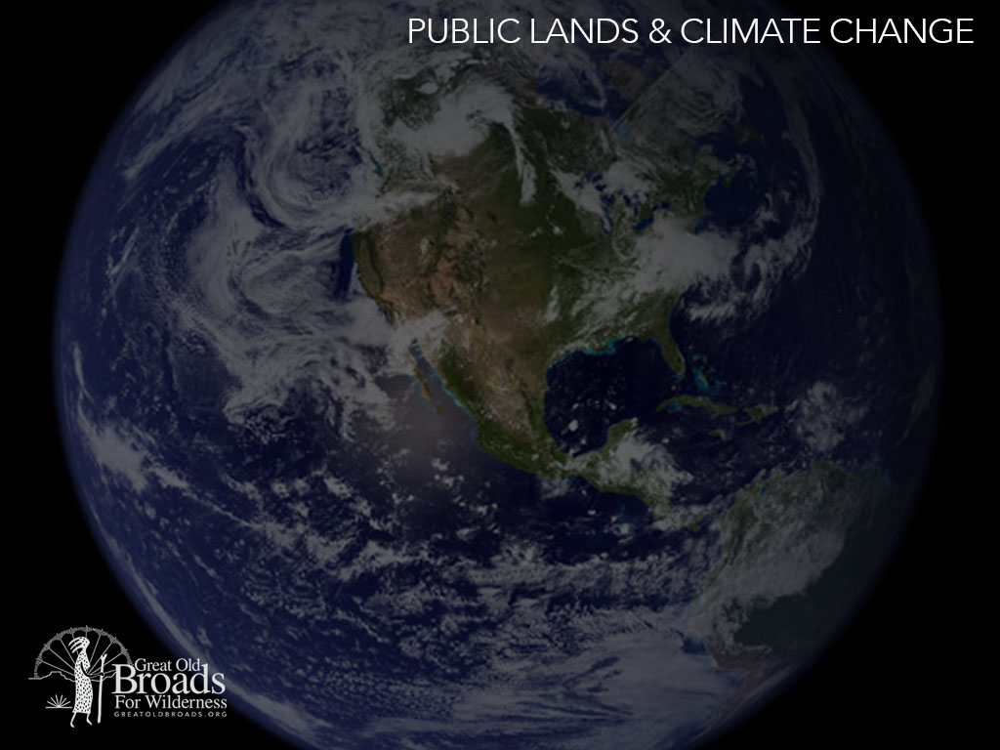 PUBLIC LANDS & CLIMATE CHANGE
Great Old
Broads
For Wilderness
GREATOLDBROADS.ORG